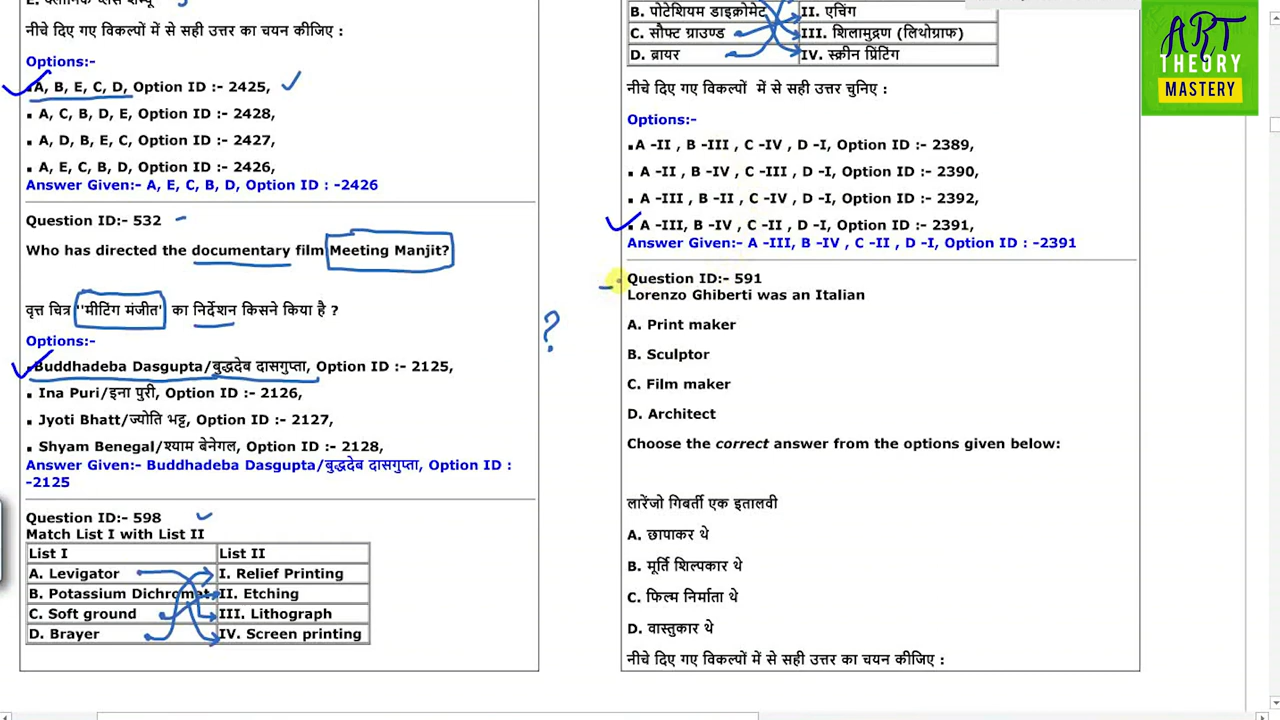 नीचे दिए गए विकल्पों में से सही उत्तर का चयन कीजिए :
Options:-
A, B, E, C, D, Option ID :- 2425,
A, C, B, D, E, Option ID :- 2428,
A, D, B, E, C, Option ID :- 2427,
A, E, C, B, D, Option ID :- 2426,
Answer Given:- A, E, C, B, D, Option ID : -2426
Question ID:- 532
Who has directed the documentary film Meeting Manjit?
वृत्त चित्र ''मीटिंग मंजीत' का निर्देशन किसने किया है ?
Options:-
Buddhadeba Dasgupta/बुद्धदेब दासगुप्ता, Option ID :- 2125,
Ina Puri/इना पुरी, Option ID :- 2126,
Jyoti Bhatt/ज्योति भट्ट, Option ID :- 2127,
Shyam Benegal/श्याम बेनेगल, Option ID :- 2128,
Answer Given:- Buddhadeba Dasgupta/बुद्धदेब दासगुप्ता, Option ID :
-2125
Question ID:- 598
Match List I with List II
List I List II
A. Levigator I. Relief Printing
B. Potassium Dichromat II. Etching
C. Soft ground III. Lithograph
D. Brayer IV. Screen printing
B. पोटेशियम डाइक्रोमेट II. एचिंग
C. सौफ्ट ग्राउण्ड III. शिलामुद्रण (लिथोग्राफ)
D. ब्रायर IV. स्क्रीन प्रिंटिंग
नीचे दिए गए विकल्पों में से सही उत्तर चुनिए :
Options:-
A -II , B -III , C -IV , D -I, Option ID :- 2389,
A -II , B -IV , C -III , D -I, Option ID :- 2390,
A -III , B -II , C -IV , D -I, Option ID :- 2392,
A -III, B -IV , C -II , D -I, Option ID :- 2391,
Answer Given:- A -III, B -IV , C -II , D -I, Option ID : -2391
Question ID:- 591
Lorenzo Ghiberti was an Italian
A. Print maker
B. Sculptor
C. Film maker
D. Architect
Choose the correct answer from the options given below:
लारेंजो गिबर्ती एक इतालवी
A. छापाकर थे
B. मूर्ति शिल्पकार थे
C. फिल्म निर्माता थे
D. वास्तुकार थे
नीचे दिए गए विकल्पों में से सही उत्तर का चयन कीजिए :
?
ART
THEORY
MASTERY